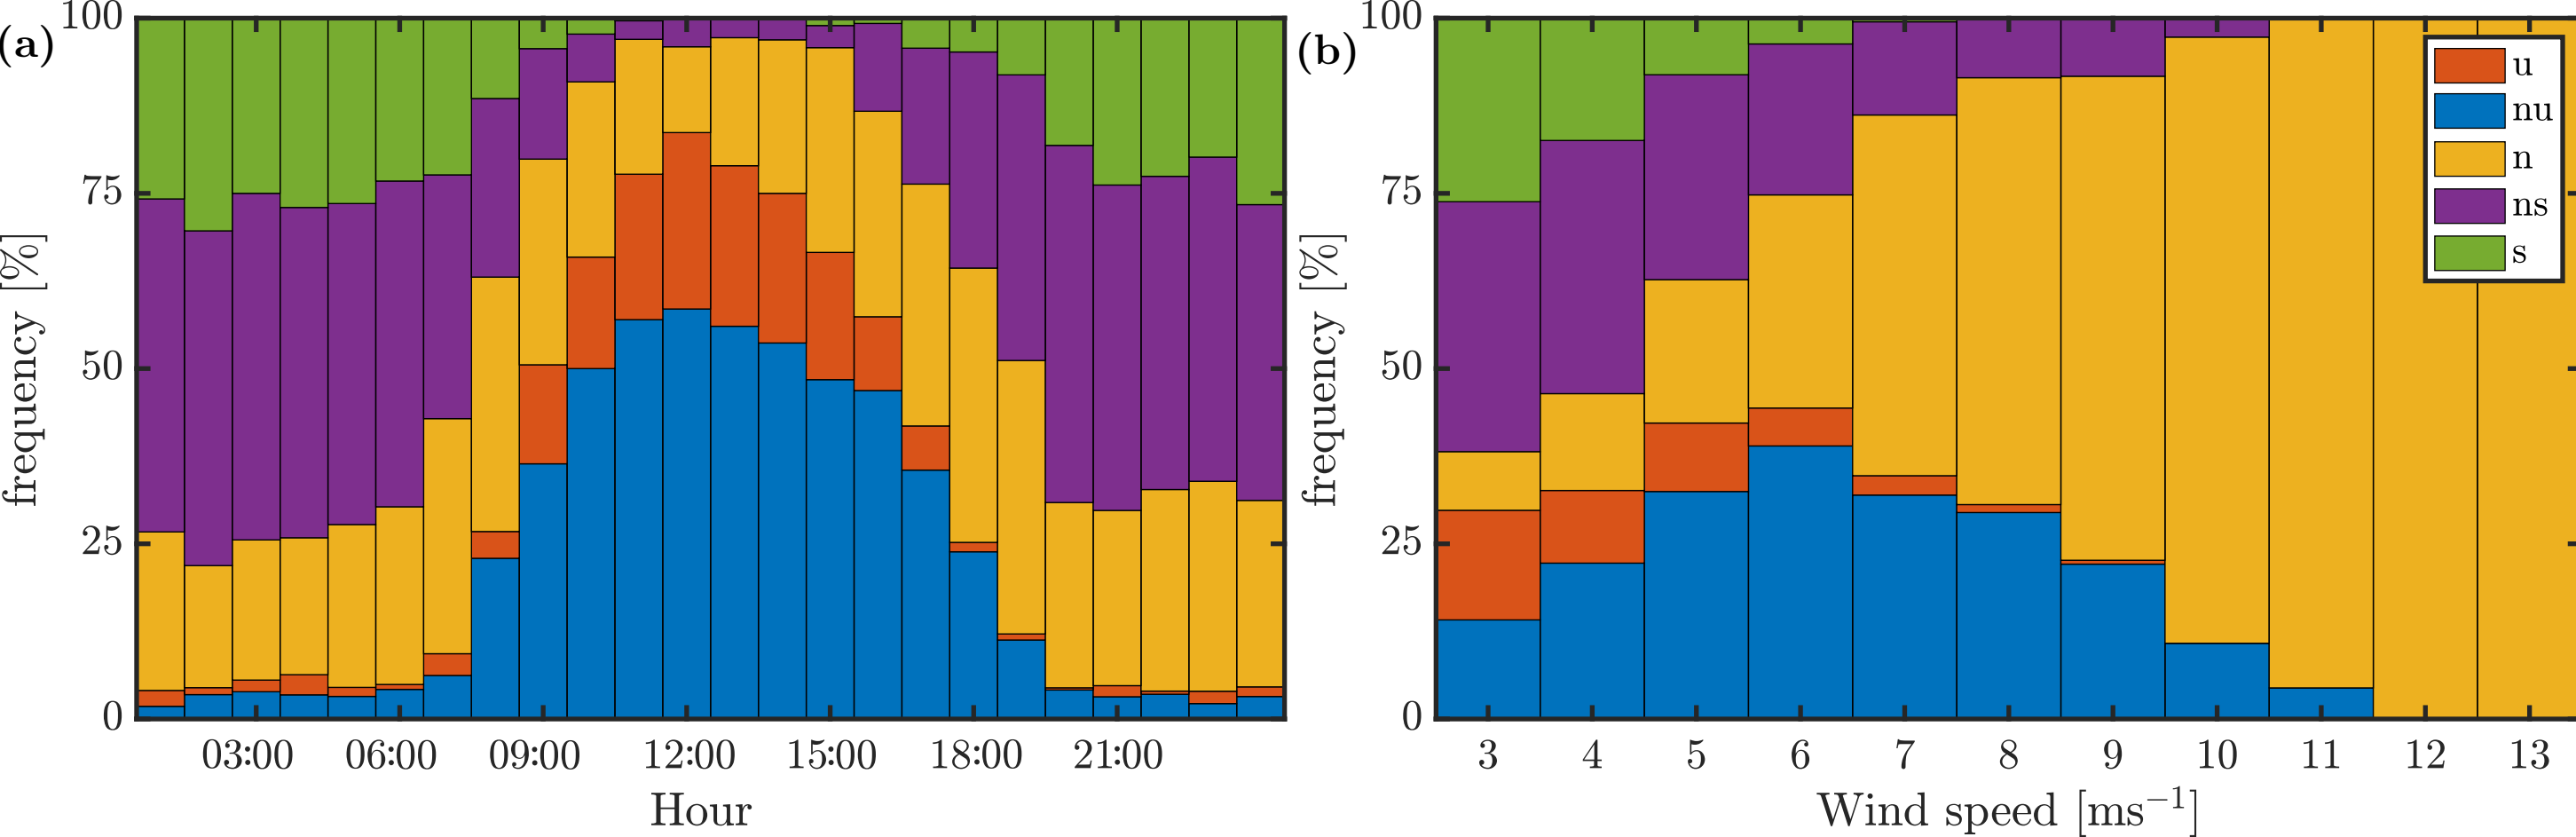 (a)
frequency [%]
100
75
50
25
0
03:00 06:00 09:00 12:00 15:00 18:00 21:00
Hour
(b)
frequency [%]
100
75
50
25
0
3 4 5 6 7 8 9 10 11 12 13
Wind speed [ms⁻¹]
u
nu
n
ns
s